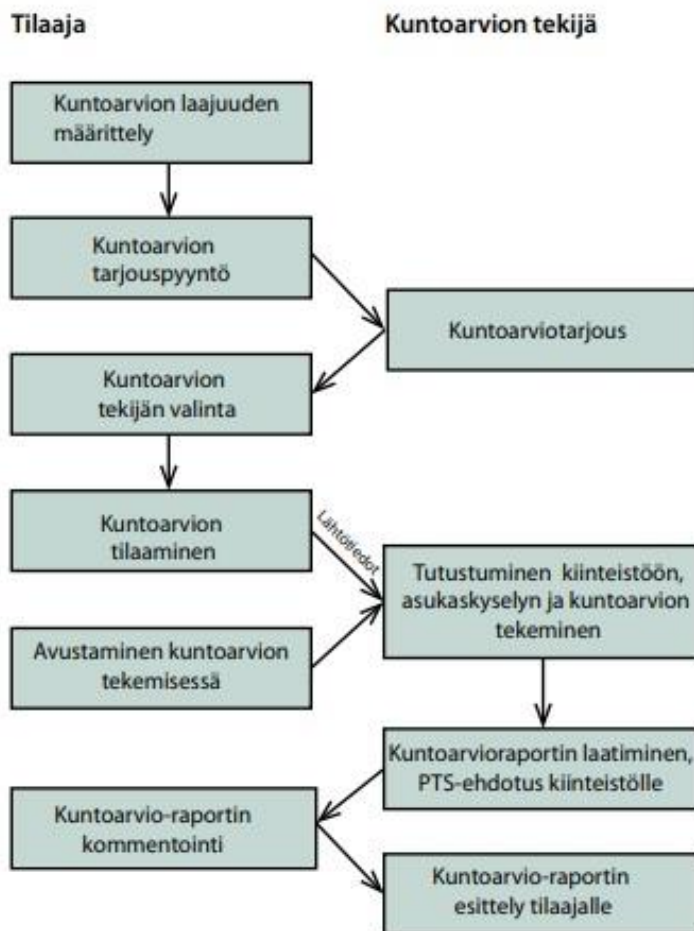 Tilaaja
Kuntoarvion tekijä
Kuntoarvion laajuuden
määrittely
Kuntoarvion
tarjouspyyntö
Kuntoarviotarjous
Kuntoarvion
tekijän valinta
Kuntoarvion
tilaaminen
Lähtötiedot
Tutustuminen kiinteistöön,
asukaskyselyn ja kuntoarvion
tekeminen
Avustaminen kuntoarvion
tekemisessä
Kuntoarvioraportin laatiminen,
PTS-ehdotus kiinteistölle
Kuntoarvio-raportin
kommentointi
Kuntoarvio-raportin
esittely tilaajalle